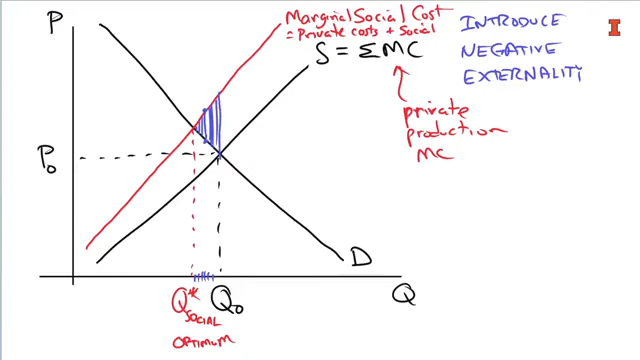 P
Marginal Social Cost
= Private costs + Social
S = ΣMC
INTRODUCE
NEGATIVE
EXTERNALITY
I
private
production
MC
P₀
D
Q*
SOCIAL
OPTIMUM
Q₀
Q